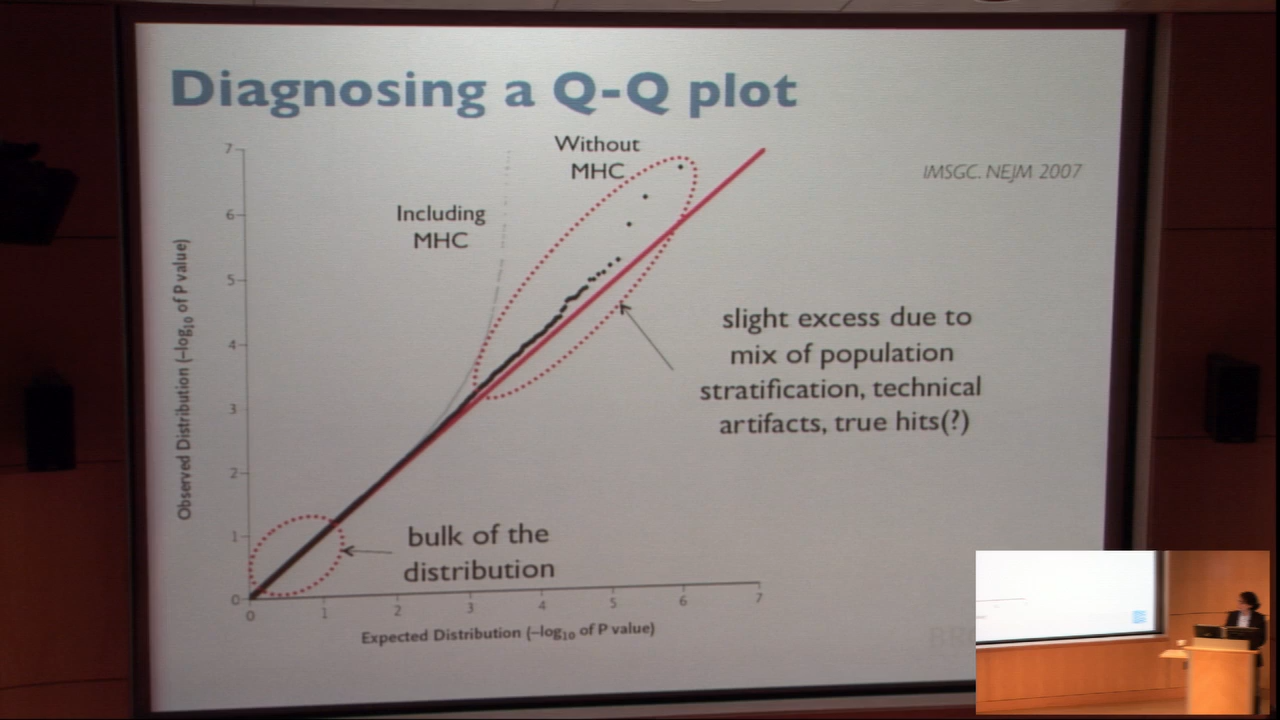 Diagnosing a Q-Q plot
Without
MHC
IMSGC. NEJM 2007
Including
MHC
7
6
5
4
3
2
1
0
Observed Distribution (–log10 of P value)
slight excess due to
mix of population
stratification, technical
artifacts, true hits(?)
bulk of the
distribution
0 1 2 3 4 5 6 7
Expected Distribution (–log10 of P value)